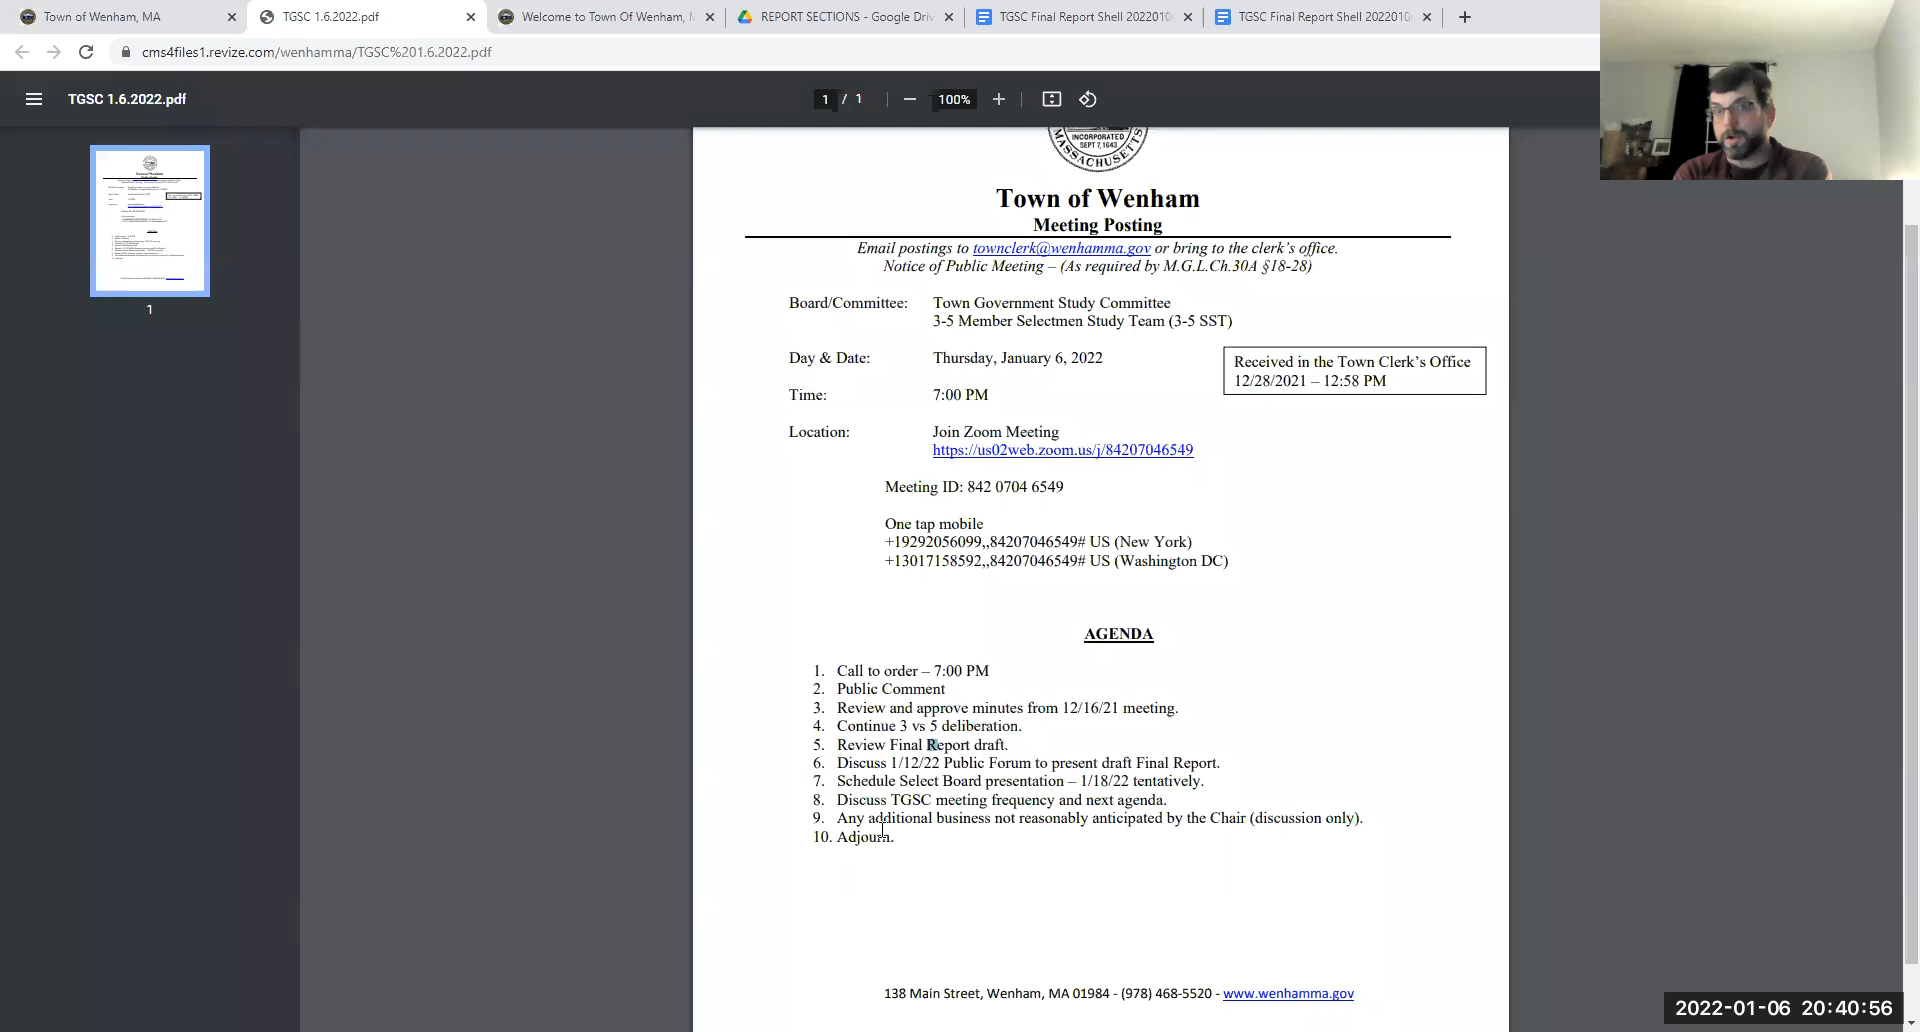 Town of Wenham, MA
TGSC 1.6.2022.pdf
Welcome to Town Of Wenham,
REPORT SECTIONS - Google Driv
TGSC Final Report Shell 2022010
TGSC Final Report Shell 2022010
cms4files1.revize.com/wenhamma/TGSC%201.6.2022.pdf
TGSC 1.6.2022.pdf
1 / 1
100%
1
INCORPORATED
SEPT 7, 1643
MASSACHUSETTS
Town of Wenham
Meeting Posting
Email postings to townclerk@wenhamma.gov or bring to the clerk's office.
Notice of Public Meeting – (As required by M.G.L.Ch.30A §18-28)
Board/Committee: Town Government Study Committee
3-5 Member Selectmen Study Team (3-5 SST)
Day & Date: Thursday, January 6, 2022
Received in the Town Clerk's Office
12/28/2021 – 12:58 PM
Time: 7:00 PM
Location: Join Zoom Meeting
https://us02web.zoom.us/j/84207046549
Meeting ID: 842 0704 6549
One tap mobile
+19292056099,,84207046549# US (New York)
+13017158592,,84207046549# US (Washington DC)
AGENDA
1. Call to order – 7:00 PM
2. Public Comment
3. Review and approve minutes from 12/16/21 meeting.
4. Continue 3 vs 5 deliberation.
5. Review Final Report draft.
6. Discuss 1/12/22 Public Forum to present draft Final Report.
7. Schedule Select Board presentation – 1/18/22 tentatively.
8. Discuss TGSC meeting frequency and next agenda.
9. Any additional business not reasonably anticipated by the Chair (discussion only).
10. Adjourn.
138 Main Street, Wenham, MA 01984 - (978) 468-5520 - www.wenhamma.gov
2022-01-06 20:40:56